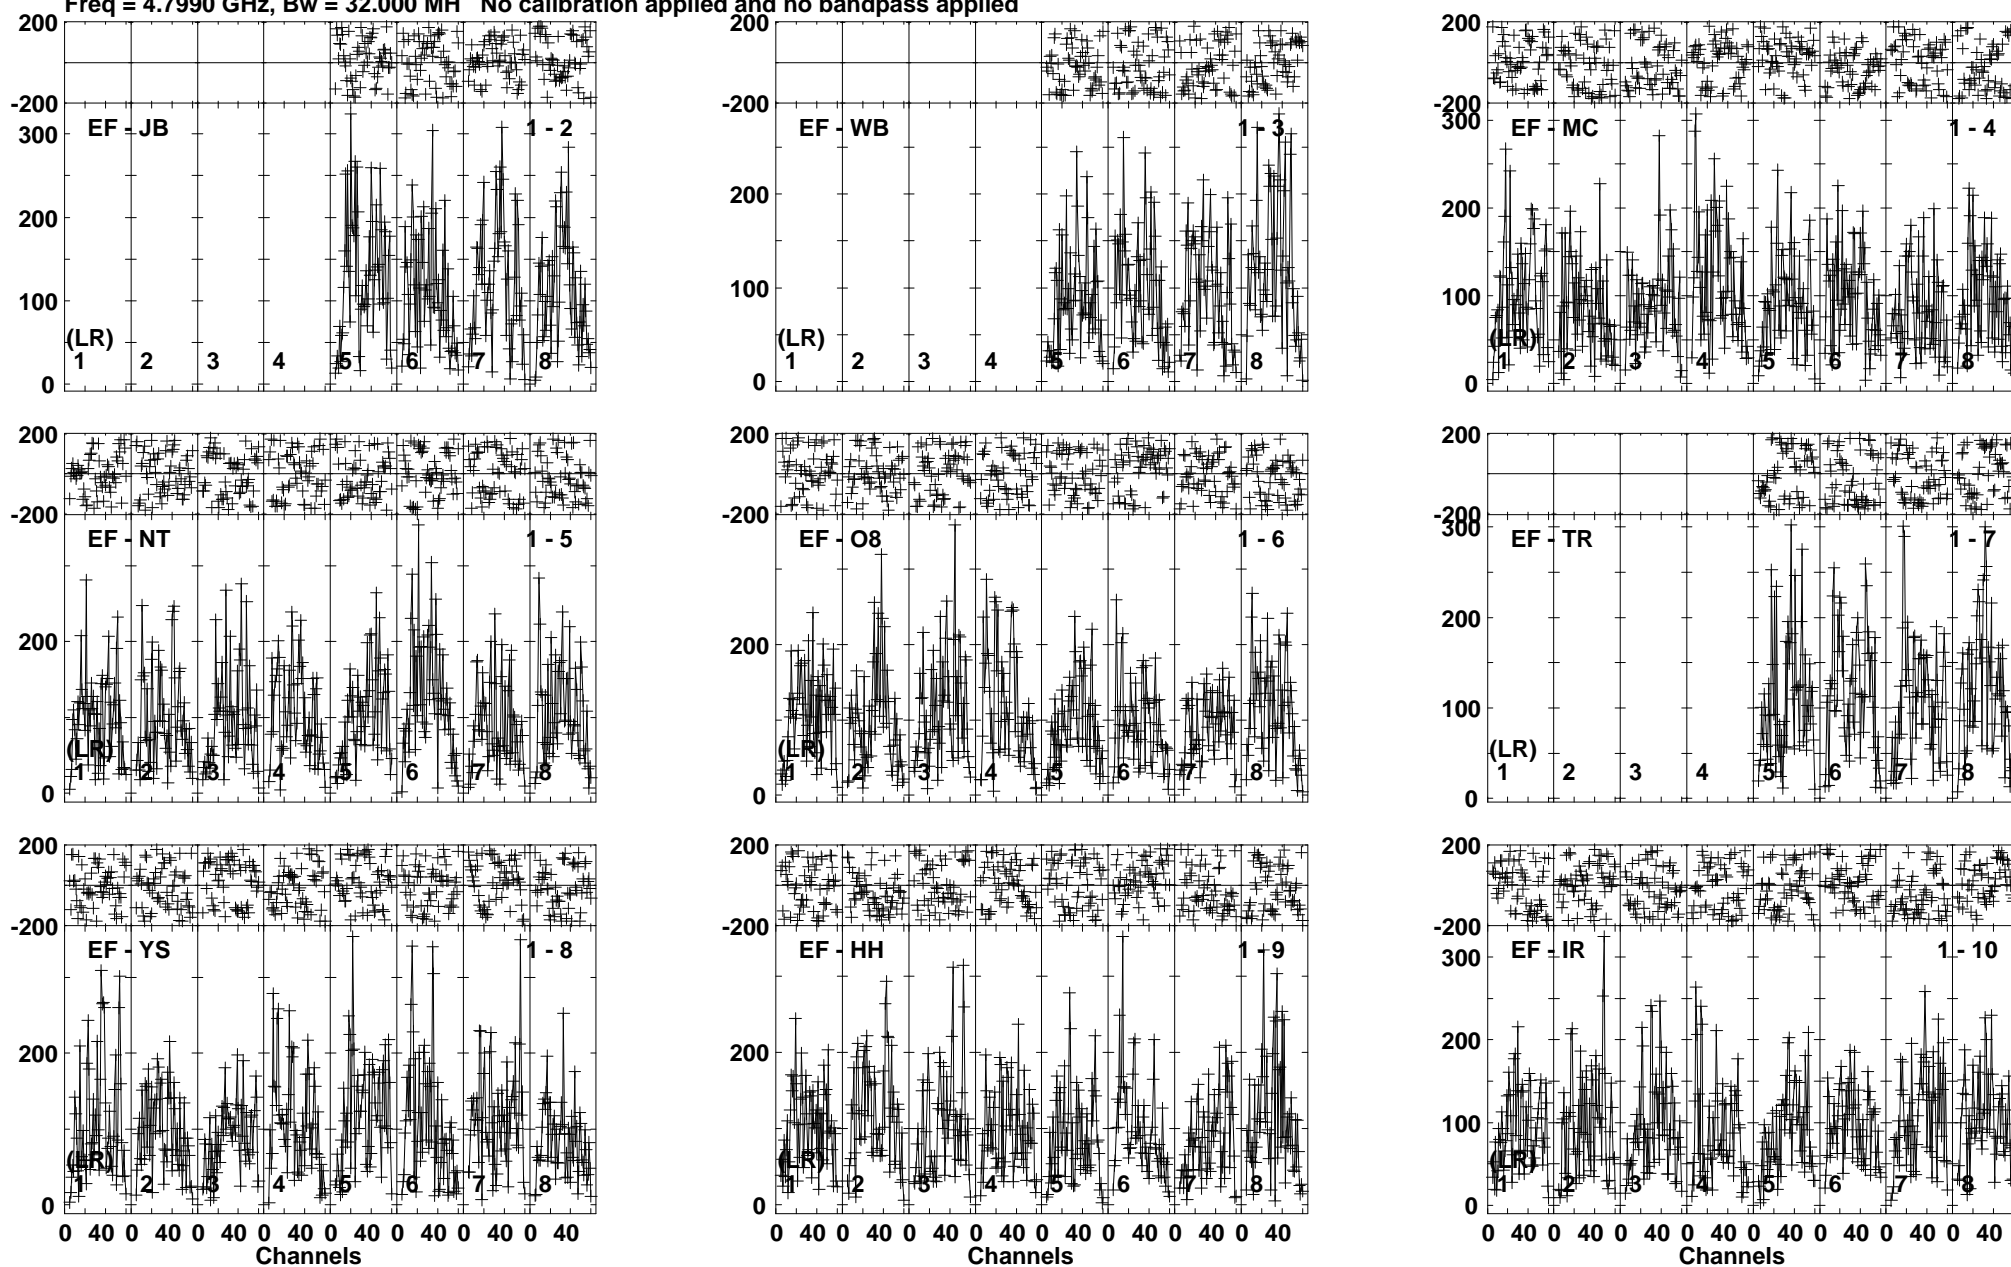 Freq = 4.7990 GHz, Bw = 32.000 MH No calibration applied and no bandpass applied
200 200 200
-200 -200 -200
EF - JB 1 - 2 EF - WB 1 - 3 EF - MC 1 - 4
300 300
200 200 200
100 100 100
(LR) (LR) (LR)
1 2 3 4 5 6 7 8 1 2 3 4 5 6 7 8 1 2 3 4 5 6 7 8
0 0 0
200 200 200
-200 -200 -200
300
EF - NT 1 - 5 EF - O8 1 - 6 EF - TR 1 - 7
200 200 200
100
(LR) (LR) (LR)
1 2 3 4 5 6 7 8 1 2 3 4 5 6 7 8 1 2 3 4 5 6 7 8
0 0 0
200 200 200
-200 -200 -200
EF - YS 1 - 8 EF - HH 1 - 9 EF - IR 1 - 10
300
200 200 200
100
(LR) (LR) (LR)
1 2 3 4 5 6 7 8 1 2 3 4 5 6 7 8 1 2 3 4 5 6 7 8
0 0 0
0 40 0 40 0 40 0 40 0 40 0 40 0 40 0 40 0 40 0 40 0 40 0 40 0 40 0 40 0 40 0 40 0 40 0 40 0 40 0 40 0 40 0 40 0 40 0 40
Channels Channels Channels